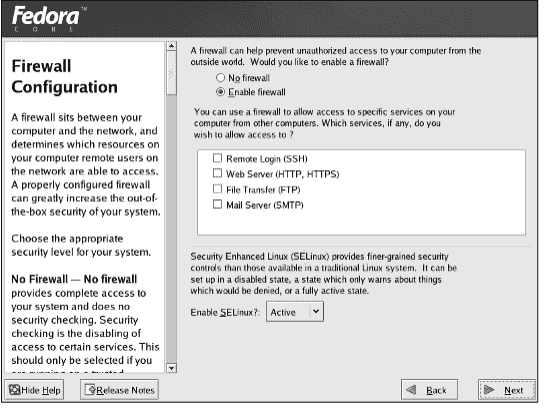 Fedora™
CORE
Firewall
Configuration
A firewall sits between your
computer and the network, and
determines which resources on
your computer remote users on
the network are able to access.
A properly configured firewall
can greatly increase the out-of-
the-box security of your system.
Choose the appropriate
security level for your system.
No Firewall — No firewall
provides complete access to
your system and does no
security checking. Security
checking is the disabling of
access to certain services. This
should only be selected if you
A firewall can help prevent unauthorized access to your computer from the
outside world. Would you like to enable a firewall?
No firewall
Enable firewall
You can use a firewall to allow access to specific services on your
computer from other computers. Which services, if any, do you
wish to allow access to ?
Remote Login (SSH)
Web Server (HTTP, HTTPS)
File Transfer (FTP)
Mail Server (SMTP)
Security Enhanced Linux (SELinux) provides finer-grained security
controls than those available in a traditional Linux system. It can be
set up in a disabled state, a state which only warns about things
which would be denied, or a fully active state.
Enable SELinux?: Active
Hide Help Release Notes Back Next